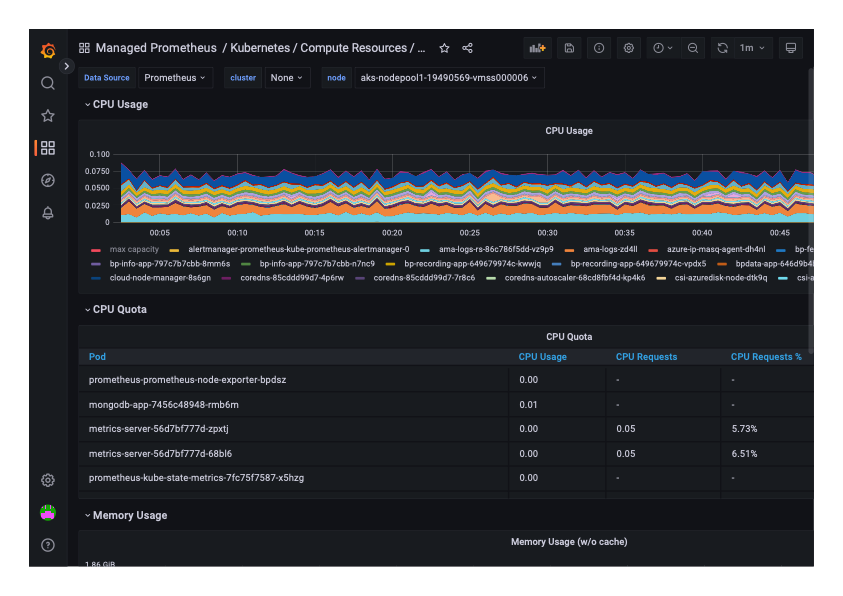 Managed Prometheus / Kubernetes / Compute Resources / ...
1m
Data Source Prometheus cluster None node aks-nodepool1-19490569-vmss000006
CPU Usage
CPU Usage
0.100
0.0750
0.0500
0.0250
0
00:05 00:10 00:15 00:20 00:25 00:30 00:35 00:40 00:45
max capacity alertmanager-prometheus-kube-prometheus-alertmanager-0 ama-logs-rs-86c786f5dd-vz9p9 ama-logs-zd4ll azure-ip-masq-agent-dh4nl bp-fe
bp-info-app-797c7b7cbb-8mm6s bp-info-app-797c7b7cbb-n7nc9 bp-recording-app-649679974c-kwwjq bp-recording-app-649679974c-vpdx5 bpdata-app-646d9b4l
cloud-node-manager-8s6gn coredns-85cddd99d7-4p6rw coredns-85cddd99d7-7r8c6 coredns-autoscaler-68cd8fbf4d-kp4k6 csi-azuredisk-node-dtk9q csi-a
CPU Quota
CPU Quota
Pod CPU Usage CPU Requests CPU Requests %
prometheus-prometheus-node-exporter-bpdsz 0.00 - -
mongodb-app-7456c48948-rmb6m 0.01 - -
metrics-server-56d7bf777d-zpxtj 0.00 0.05 5.73%
metrics-server-56d7bf777d-68bl6 0.00 0.05 6.51%
prometheus-kube-state-metrics-7fc75f7587-x5hzg 0.00 - -
Memory Usage
Memory Usage (w/o cache)
1.86 GiB